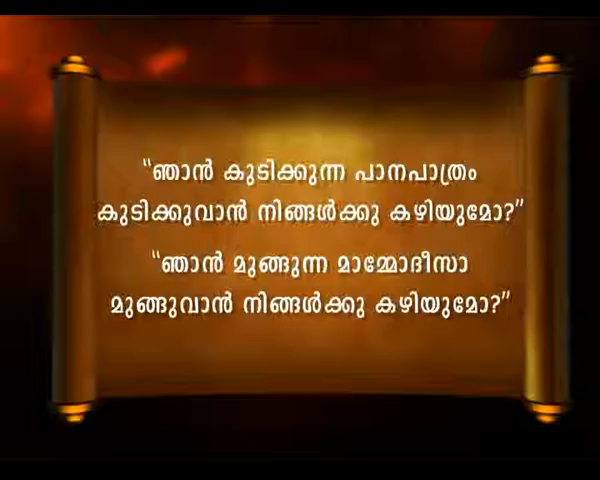 “ഞാൻ കുടിക്കുന്ന പാനപാത്രം
കുടിക്കുവാൻ നിങ്ങൾക്കു കഴിയുമോ?”
“ഞാൻ മുങ്ങുന്ന മാമ്മോദീസാ
മുങ്ങുവാൻ നിങ്ങൾക്കു കഴിയുമോ?”